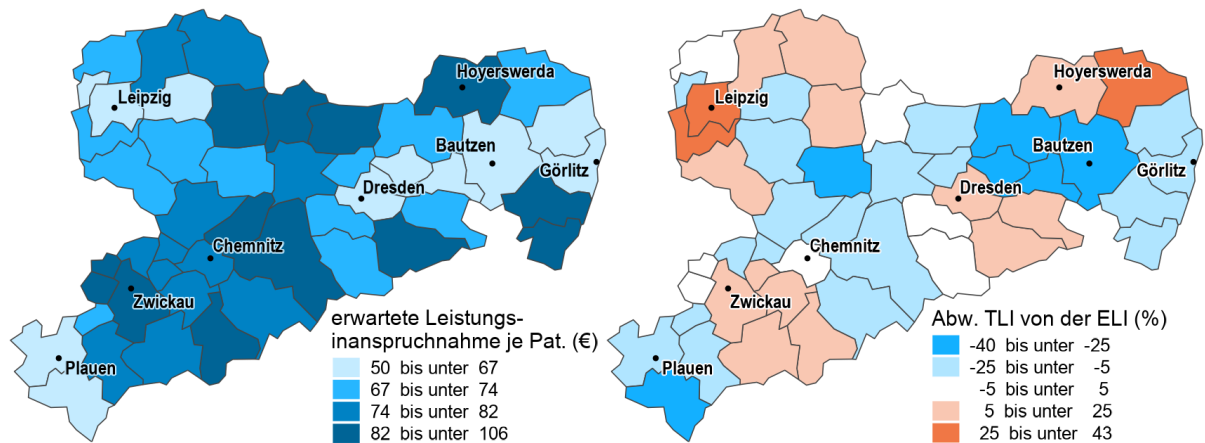 Hoyerswerda
Leipzig
Bautzen
Görlitz
Dresden
Chemnitz
Zwickau
Plauen
erwartete Leistungs-
inanspruchnahme je Pat. (€)
50 bis unter 67
67 bis unter 74
74 bis unter 82
82 bis unter 106
Hoyerswerda
Leipzig
Bautzen
Görlitz
Dresden
Chemnitz
Zwickau
Plauen
Abw. TLI von der ELI (%)
-40 bis unter -25
-25 bis unter -5
-5 bis unter 5
5 bis unter 25
25 bis unter 43